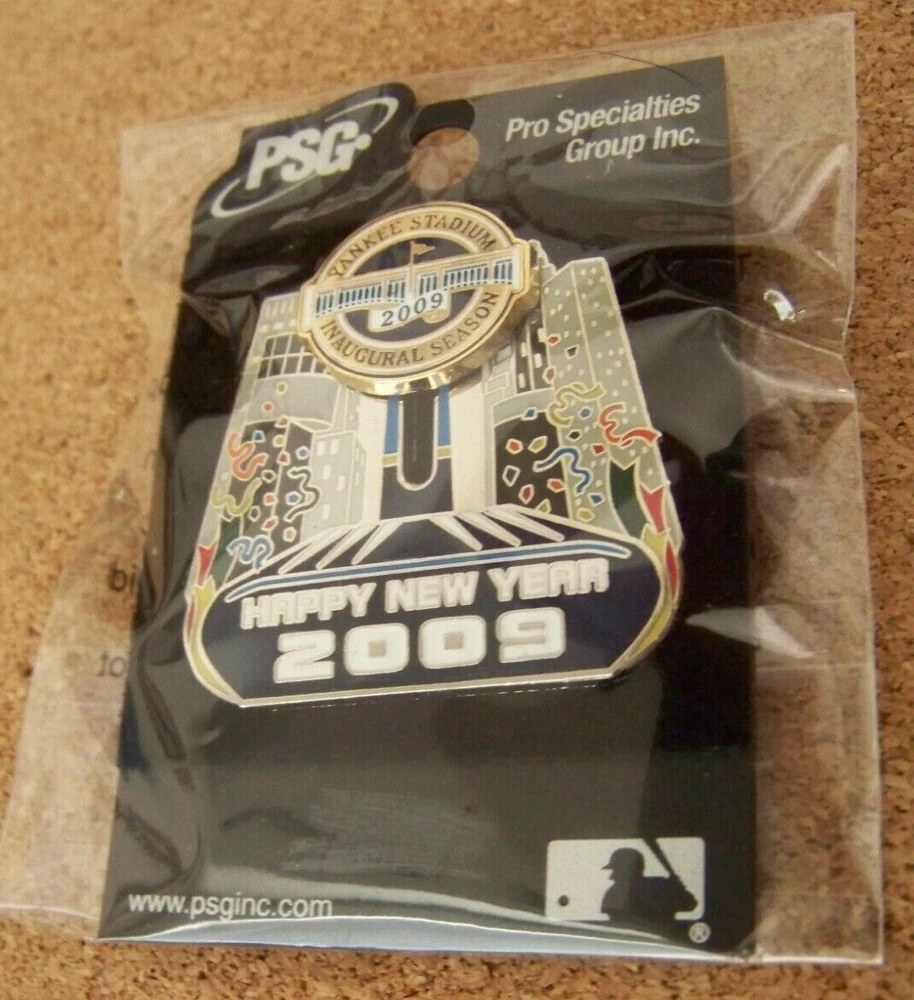 PSG
Pro Specialties
Group Inc.
YANKEE STADIUM
2009
INAUGURAL SEASON
HAPPY NEW YEAR
2009
www.psginc.com
®